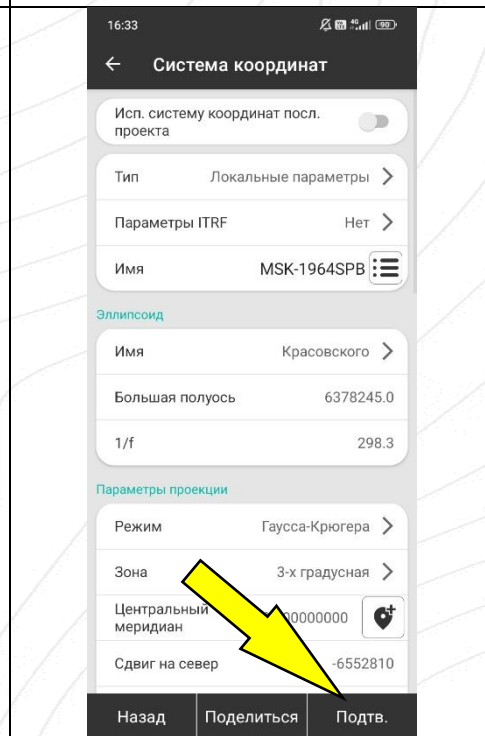 16:33
4G 90
Система координат
Исп. систему координат посл.
проекта
Тип Локальные параметры
Параметры ITRF Нет
Имя MSK-1964SPB
Эллипсоид
Имя Красовского
Большая полуось 6378245.0
1/f 298.3
Параметры проекции
Режим Гаусса-Крюгера
Зона 3-х градусная
Центральный
меридиан
Сдвиг на север -6552810
Назад Поделиться Подтв.